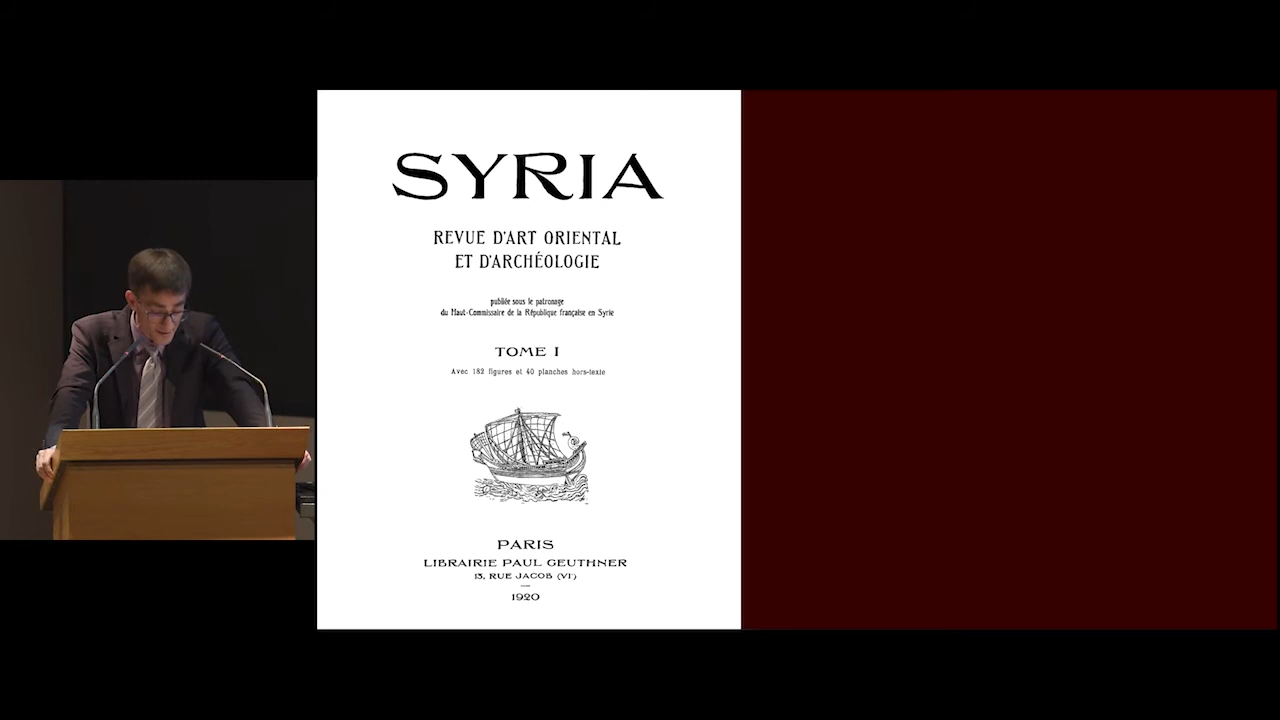 SYRIA
REVUE D'ART ORIENTAL
ET D'ARCHÉOLOGIE
publiée sous le patronage
du Haut-Commissaire de la République française en Syrie
TOME I
Avec 182 figures et 40 planches hors-texte
PARIS
LIBRAIRIE PAUL GEUTHNER
13, RUE JACOB (VIᵉ)
1920